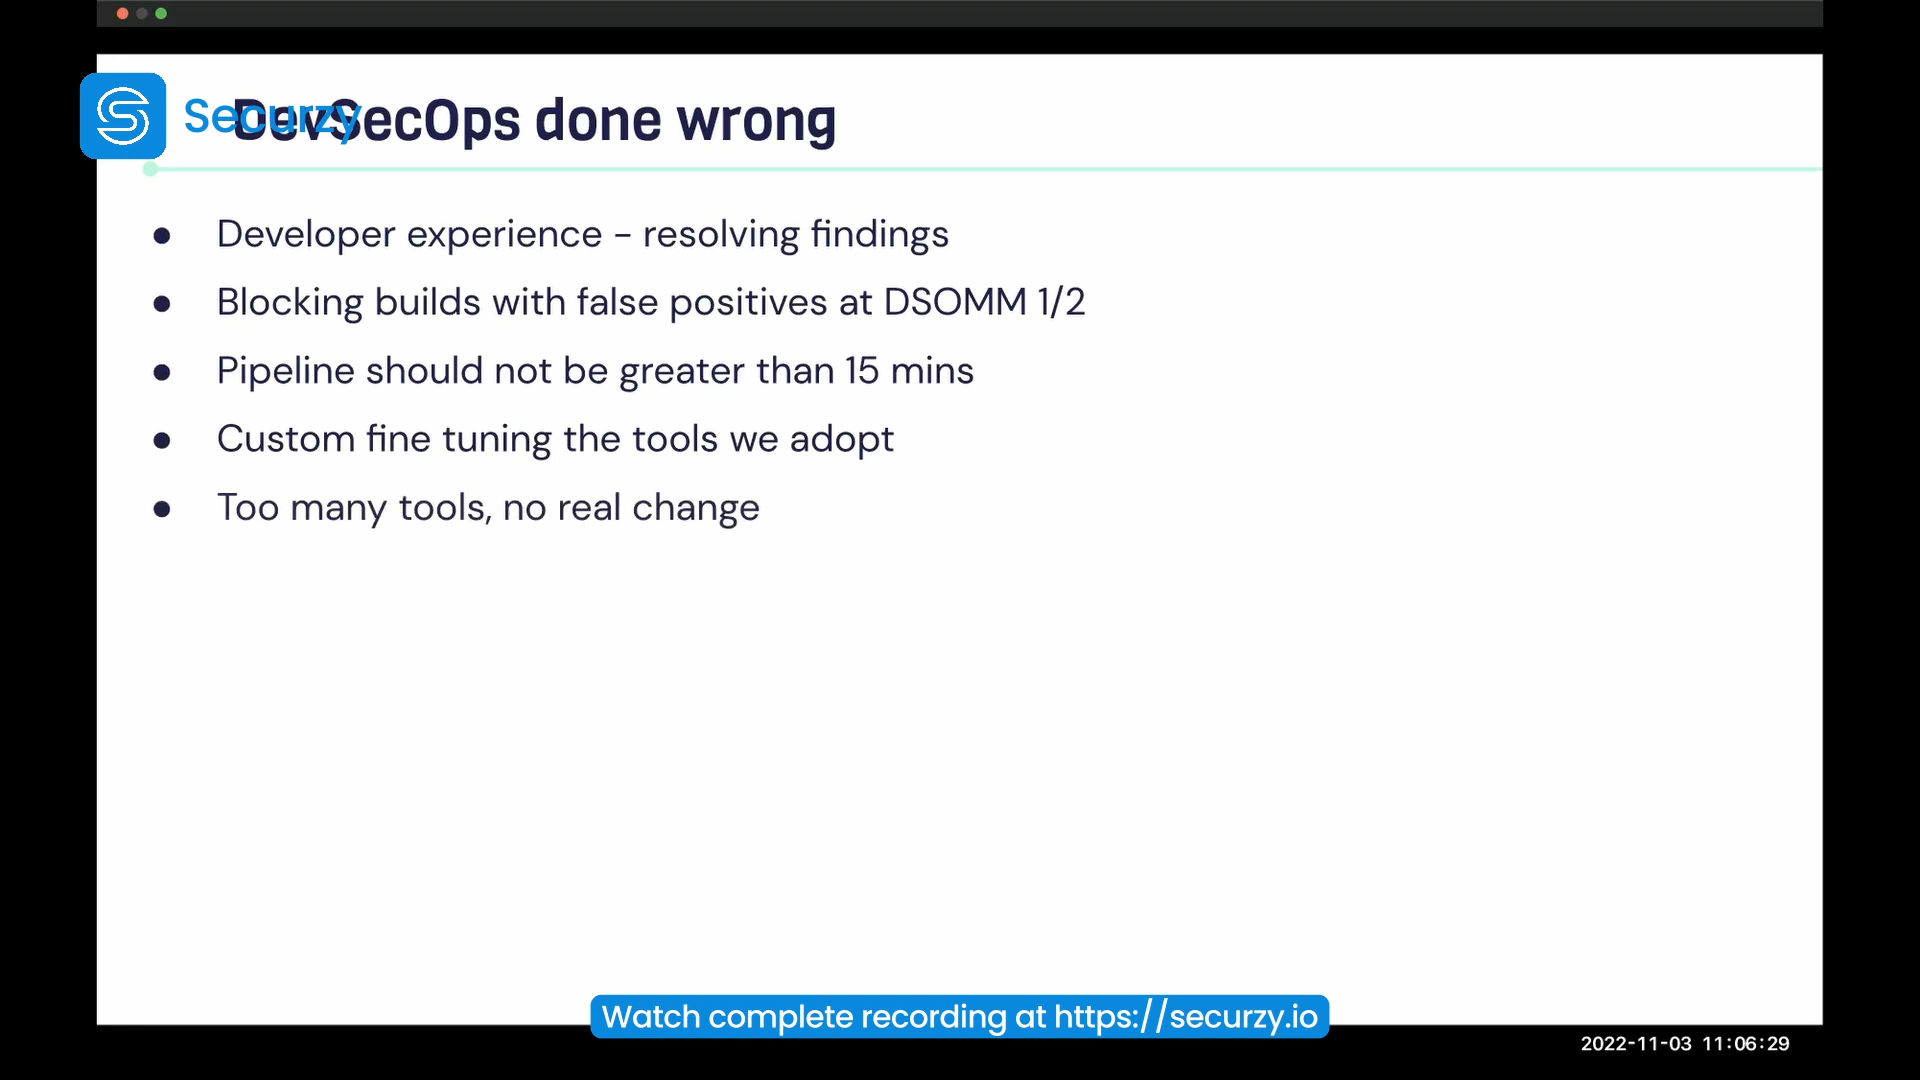 Securzy
DevSecOps done wrong
● Developer experience - resolving findings
● Blocking builds with false positives at DSOMM 1/2
● Pipeline should not be greater than 15 mins
● Custom fine tuning the tools we adopt
● Too many tools, no real change
Watch complete recording at https://securzy.io
2022-11-03 11:06:29